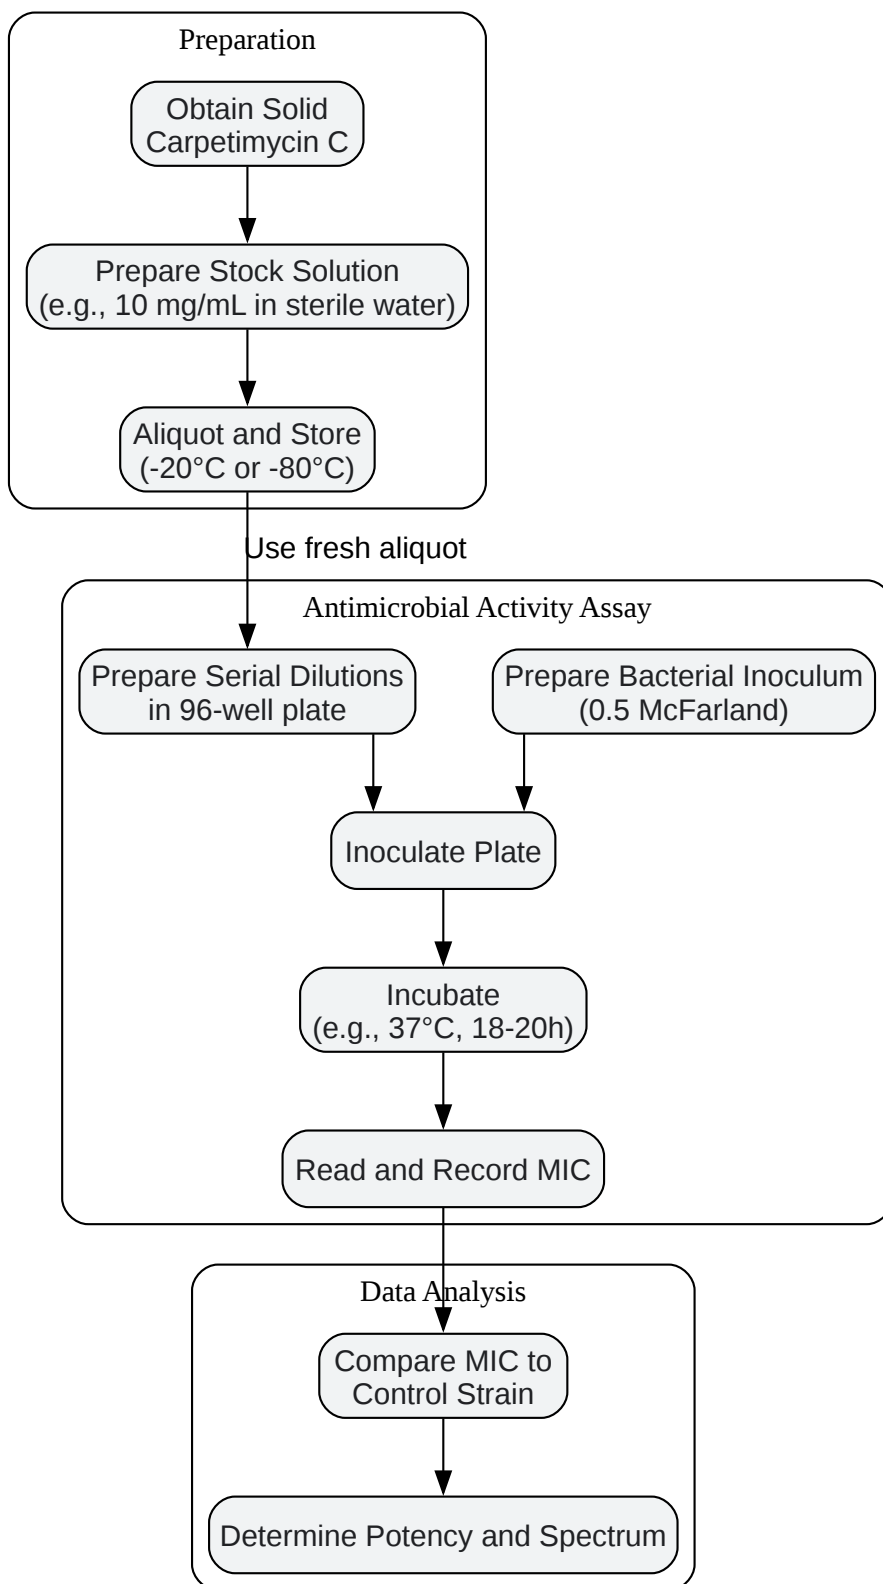 Preparation
Obtain Solid
Carpetimycin C
Prepare Stock Solution
(e.g., 10 mg/mL in sterile water)
Aliquot and Store
(-20°C or -80°C)
Use fresh aliquot
Antimicrobial Activity Assay
Prepare Serial Dilutions
in 96-well plate
Prepare Bacterial Inoculum
(0.5 McFarland)
Inoculate Plate
Incubate
(e.g., 37°C, 18-20h)
Read and Record MIC
Data Analysis
Compare MIC to
Control Strain
Determine Potency and Spectrum